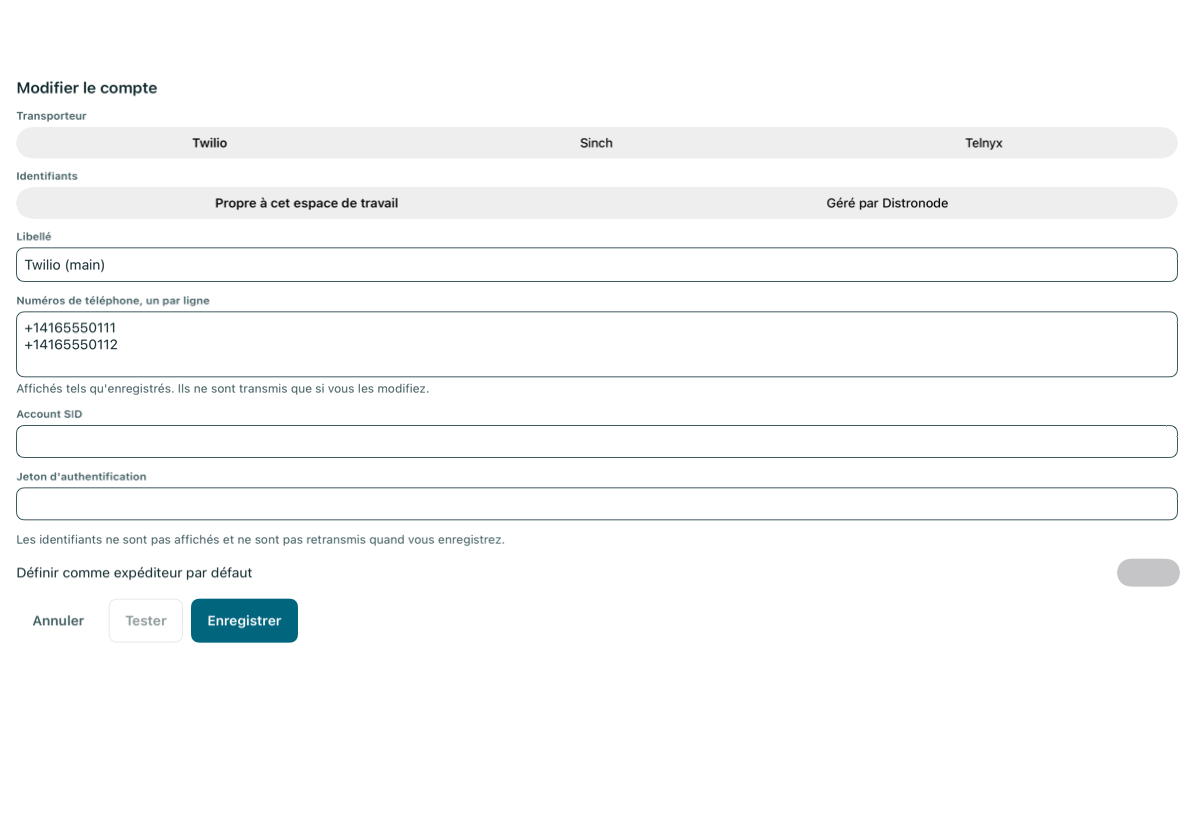 Modifier le compte
Transporteur
Twilio
Sinch
Telnyx
Identifiants
Propre à cet espace de travail
Géré par Distronode
Libellé
Twilio (main)
Numéros de téléphone, un par ligne
+14165550111
+14165550112
Affichés tels qu'enregistrés. Ils ne sont transmis que si vous les modifiez.
Account SID
Jeton d'authentification
Les identifiants ne sont pas affichés et ne sont pas retransmis quand vous enregistrez.
Définir comme expéditeur par défaut
Annuler
Tester
Enregistrer